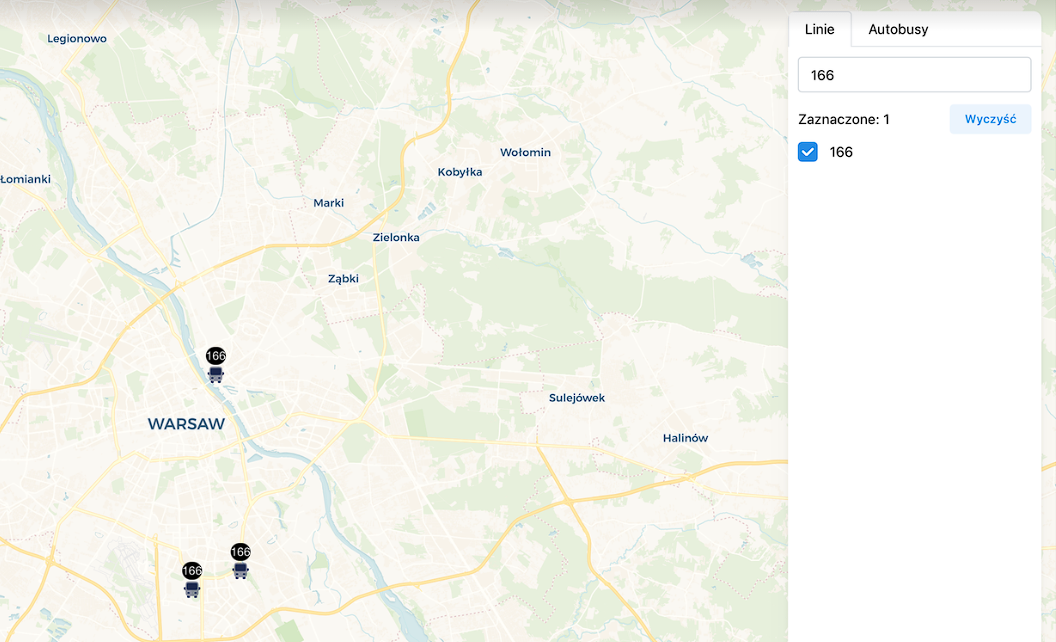 Legionowo
Łomianki
Wołomin
Kobyłka
Marki
Zielonka
Ząbki
166
WARSAW
Sulejówek
Halinów
166
166
Linie
Autobusy
166
Zaznaczone: 1
Wyczyść
166